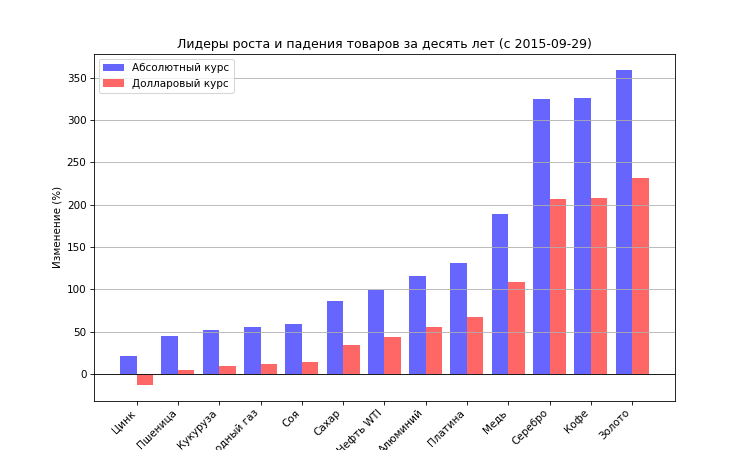 Лидеры роста и падения товаров за десять лет (с 2015-09-29)
Абсолютный курс
Долларовый курс
Изменение (%)
350
300
250
200
150
100
50
0
Цинк
Пшеница
Кукуруза
одный газ
Соя
Сахар
Нефть WTI
Алюминий
Платина
Медь
Серебро
Кофе
Золото